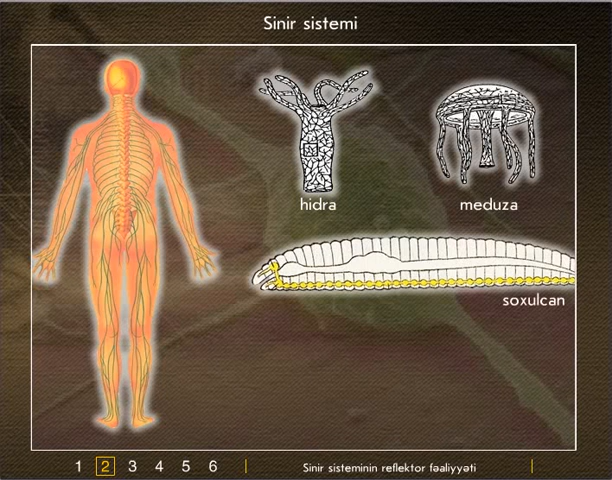 Sinir sistemi
hidra
meduza
soxulcan
1 2 3 4 5 6
Sinir sisteminin reflektor fəaliyyəti